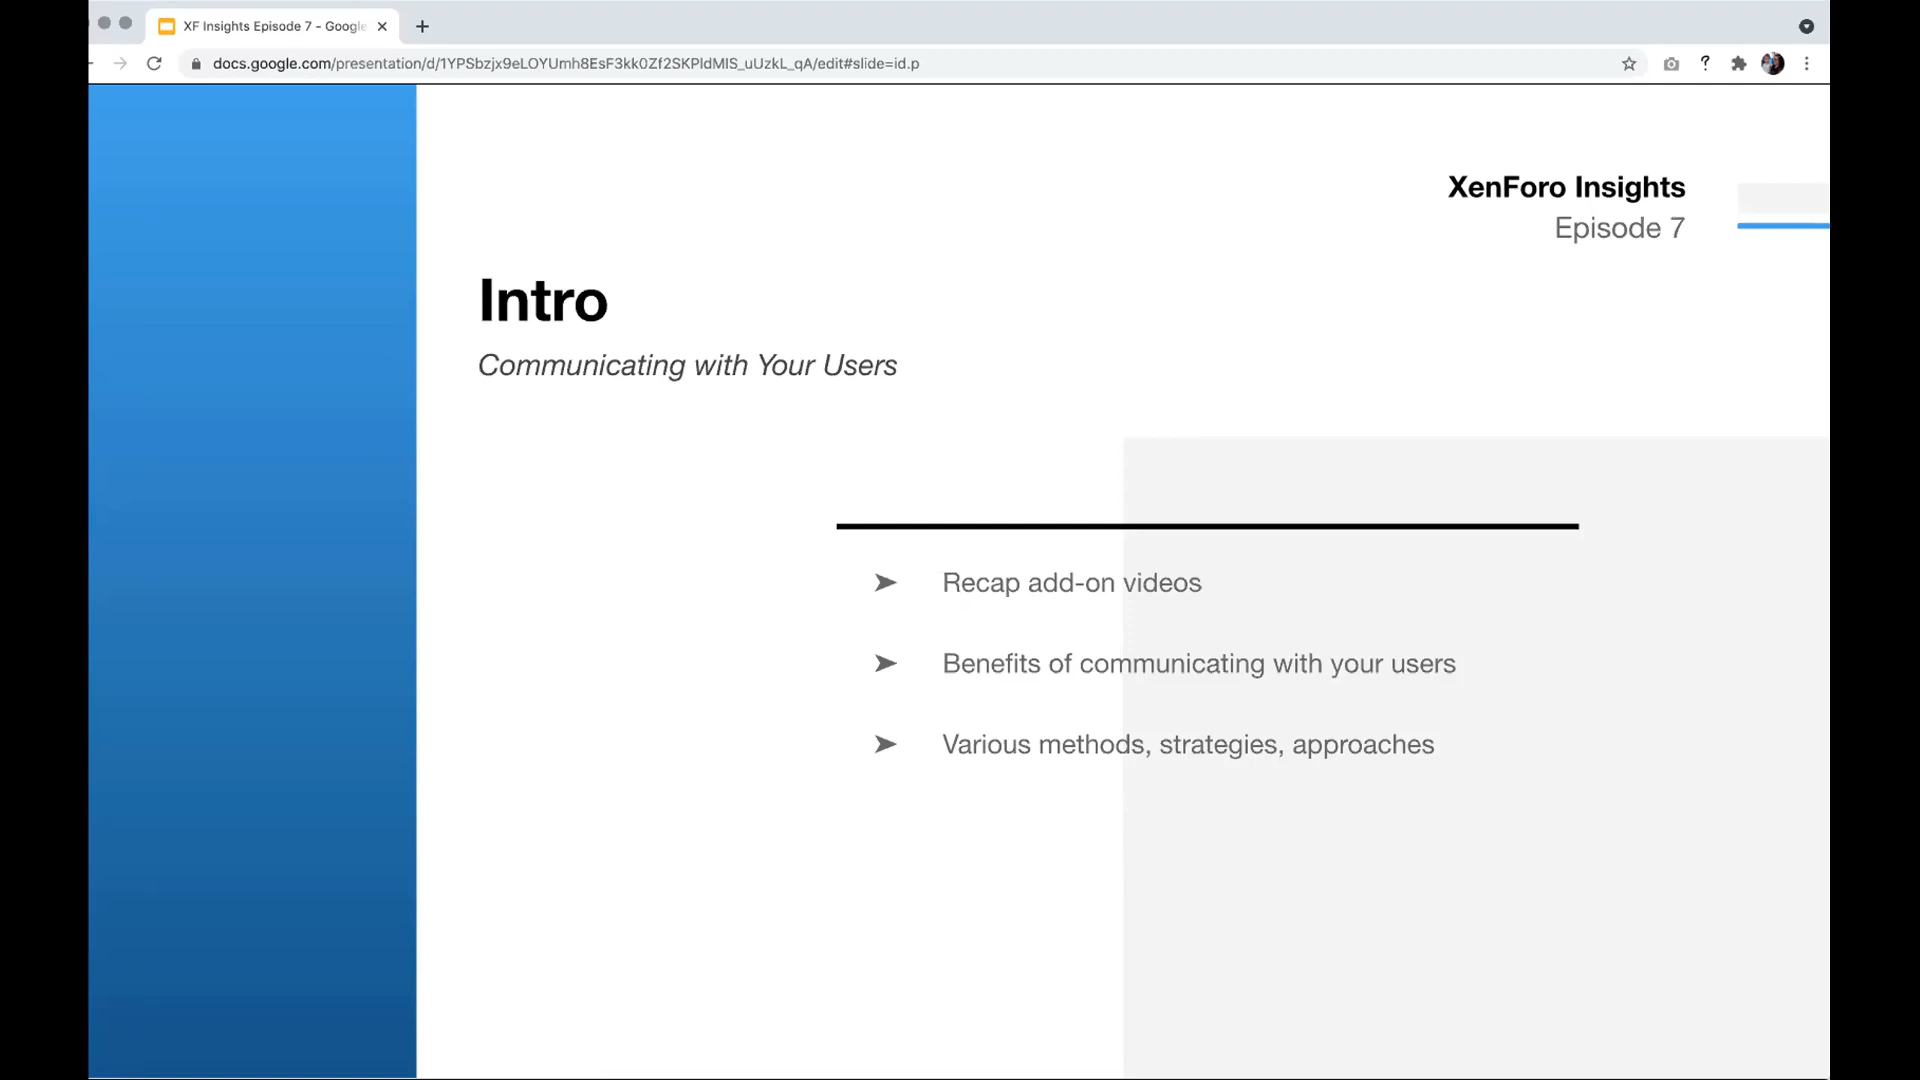 XF Insights Episode 7 - Google
docs.google.com/presentation/d/1YPSbzjx9eLOYUmh8EsF3kk0Zf2SKPldMIS_uUzkL_qA/edit#slide=id.p
XenForo Insights
Episode 7
Intro
Communicating with Your Users
➤ Recap add-on videos
➤ Benefits of communicating with your users
➤ Various methods, strategies, approaches